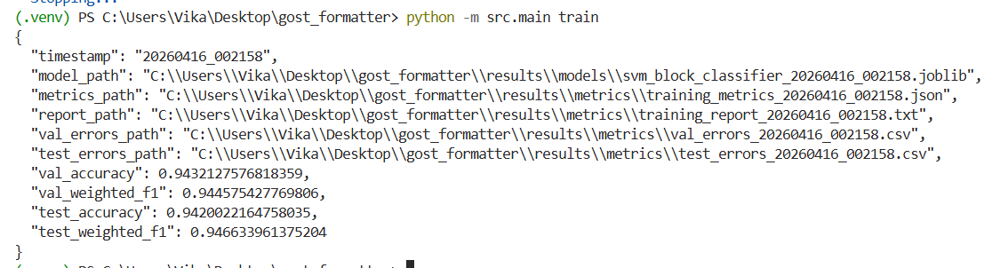 Stopping...
(.venv) PS C:\Users\Vika\Desktop\gost_formatter> python -m src.main train
{
  "timestamp": "20260416_002158",
  "model_path": "C:\\Users\\Vika\\Desktop\\gost_formatter\\results\\models\\svm_block_classifier_20260416_002158.joblib",
  "metrics_path": "C:\\Users\\Vika\\Desktop\\gost_formatter\\results\\metrics\\training_metrics_20260416_002158.json",
  "report_path": "C:\\Users\\Vika\\Desktop\\gost_formatter\\results\\metrics\\training_report_20260416_002158.txt",
  "val_errors_path": "C:\\Users\\Vika\\Desktop\\gost_formatter\\results\\metrics\\val_errors_20260416_002158.csv",
  "test_errors_path": "C:\\Users\\Vika\\Desktop\\gost_formatter\\results\\metrics\\test_errors_20260416_002158.csv",
  "val_accuracy": 0.9432127576818359,
  "val_weighted_f1": 0.944575427769806,
  "test_accuracy": 0.9420022164758035,
  "test_weighted_f1": 0.946633961375204
}